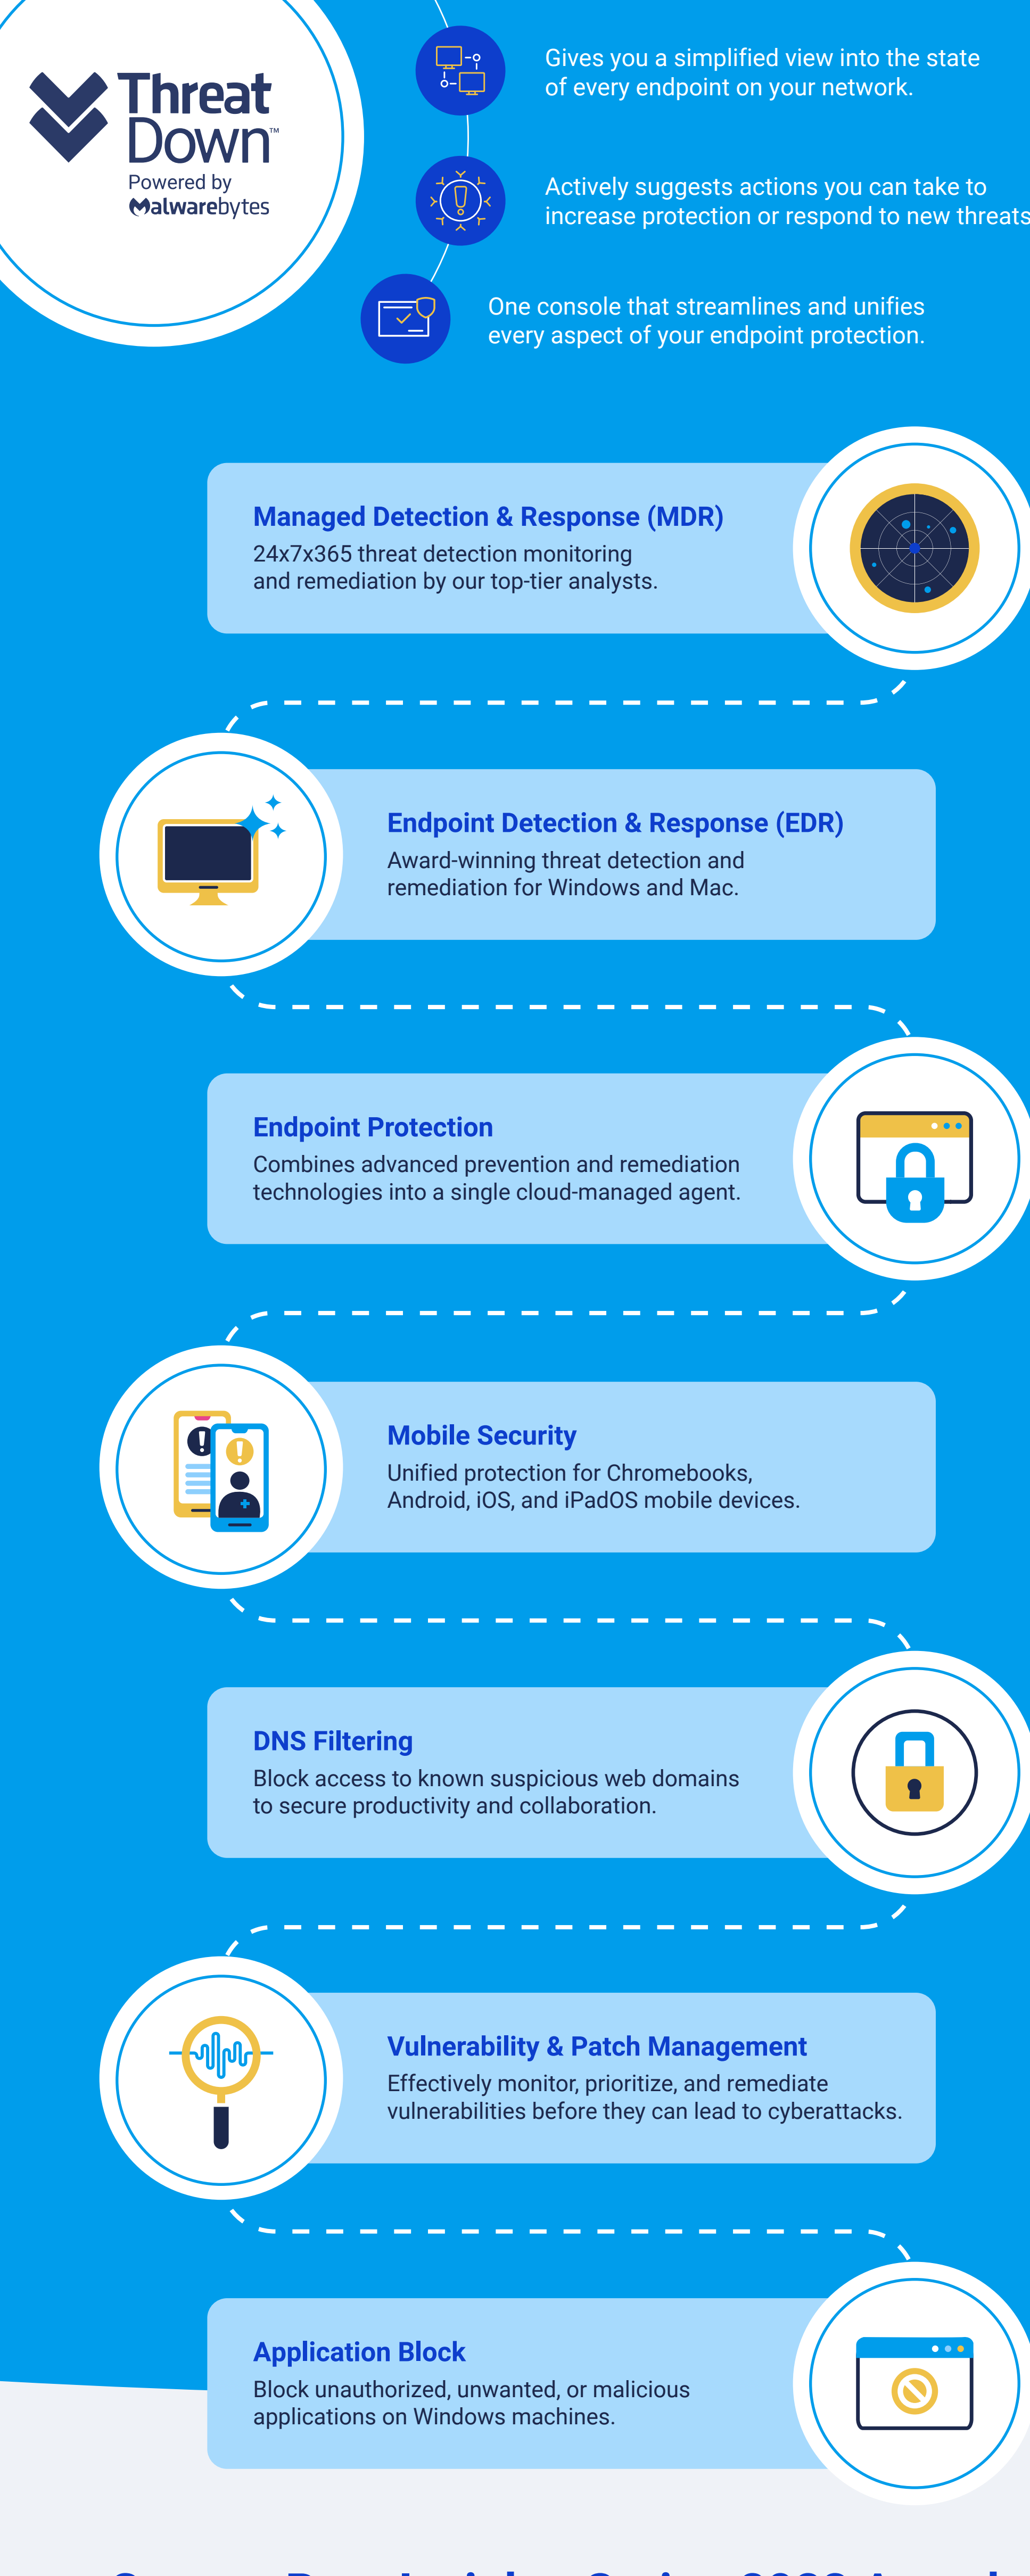 Threat
Down™
Powered by
Malwarebytes
Gives you a simplified view into the state
of every endpoint on your network.
Actively suggests actions you can take to
increase protection or respond to new threats
One console that streamlines and unifies
every aspect of your endpoint protection.
Managed Detection & Response (MDR)
24x7x365 threat detection monitoring
and remediation by our top-tier analysts.
Endpoint Detection & Response (EDR)
Award-winning threat detection and
remediation for Windows and Mac.
Endpoint Protection
Combines advanced prevention and remediation
technologies into a single cloud-managed agent.
Mobile Security
Unified protection for Chromebooks,
Android, iOS, and iPadOS mobile devices.
DNS Filtering
Block access to known suspicious web domains
to secure productivity and collaboration.
Vulnerability & Patch Management
Effectively monitor, prioritize, and remediate
vulnerabilities before they can lead to cyberattacks.
Application Block
Block unauthorized, unwanted, or malicious
applications on Windows machines.